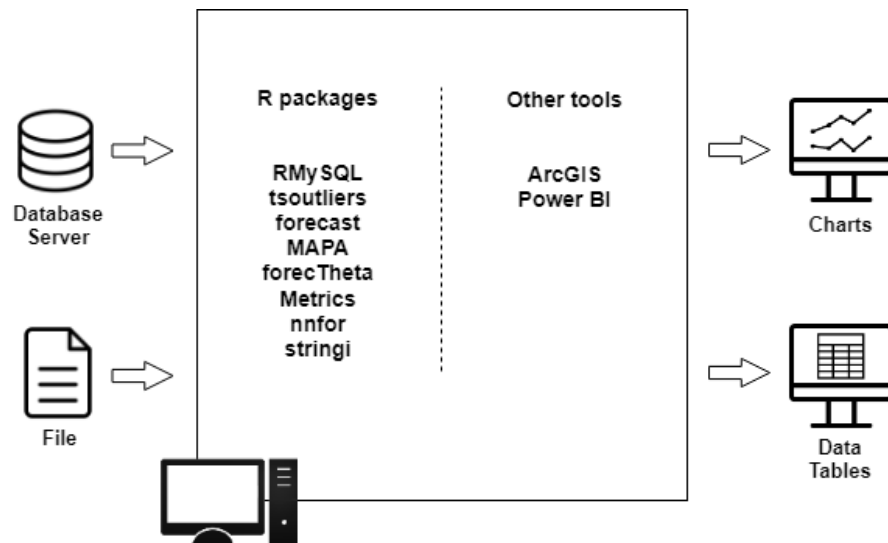 R packages
Other tools
RMySQL
tsoutliers
forecast
MAPA
forecTheta
Metrics
nnfor
stringi
ArcGIS
Power BI
Database
Server
File
Charts
Data
Tables